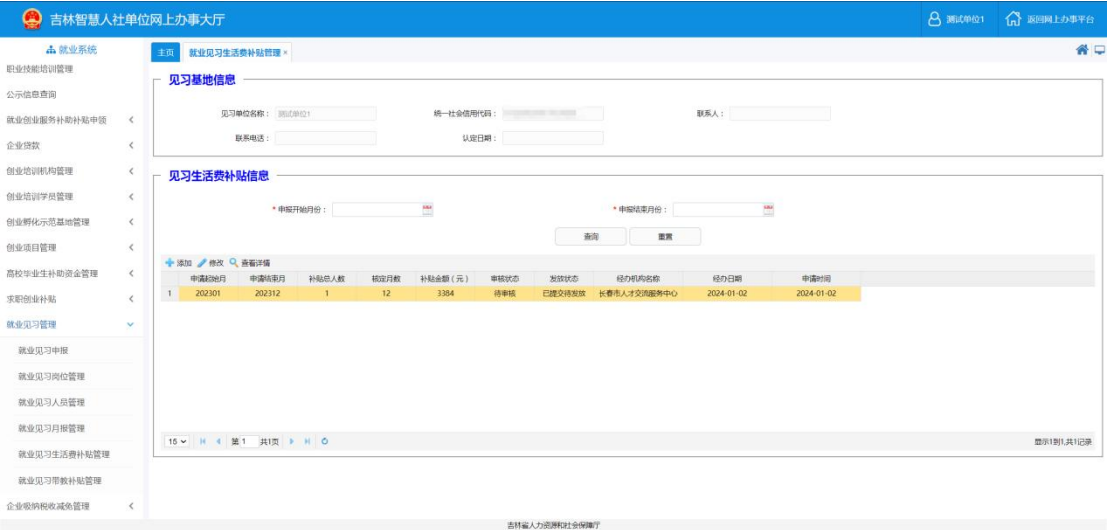 吉林智慧人社单位网上办事大厅
测试单位1
返回网上办事平台
就业系统
职业技能培训管理
公示信息查询
就业创业服务补助补贴申领
企业贷款
创业培训机构管理
创业培训学员管理
创业孵化示范基地管理
创业项目管理
高校毕业生补助资金管理
求职创业补贴
就业见习管理
就业见习申报
就业见习岗位管理
就业见习人员管理
就业见习月报管理
就业见习生活费补贴管理
就业见习带教补贴管理
企业吸纳税收减免管理
主页 就业见习生活费补贴管理 ×
见习基地信息
见习单位名称： 测试单位1 统一社会信用代码： 联系人：
联系电话： 认定日期：
见习生活费补贴信息
* 申报开始月份： * 申报结束月份：
查询 重置
添加 修改 查看详情
申请起始月 申请结束月 补贴总人数 核定月数 补贴金额（元） 审核状态 发放状态 经办机构名称 经办日期 申请时间
1 202301 202312 1 12 3384 待审核 已提交待发放 长春市人才交流服务中心 2024-01-02 2024-01-02
15 第 1 共1页 显示1到1,共1记录
吉林省人力资源和社会保障厅